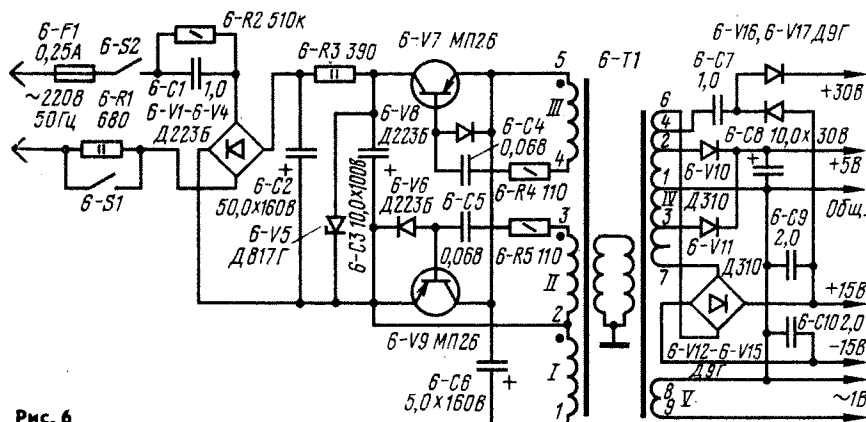 6-F1
0,25А
~220В
50Гц
6-S2
6-R2 510к
6-C1
1,0
6-R1
680
6-V1-6-V4
Д223Б
6-S1
6-R3 390
6-C2
50,0×160В
6-V5
Д817Г
6-C3 10,0×100В
6-V7 МП26
6-V8
Д223Б
6-C4
0,068
6-R4 110
6-V6
Д223Б
6-C5
0,068
6-R5 110
6-V9 МП26
6-C6
5,0×160В
5
III
4
3
II
2
I
1
6-T1
6-V16, 6-V17 Д9Г
6-C7
1,0
+30В
6
4
2
1
IV
3
7
6-C8 10,0×30В
+5В
6-V10
Д310
Общ.
6-C9
2,0
6-V11
Д310
+15В
6-C10 2,0
-15В
6-V12-6-V15
Д9Г
8
9
V
~1В
Рис. 6